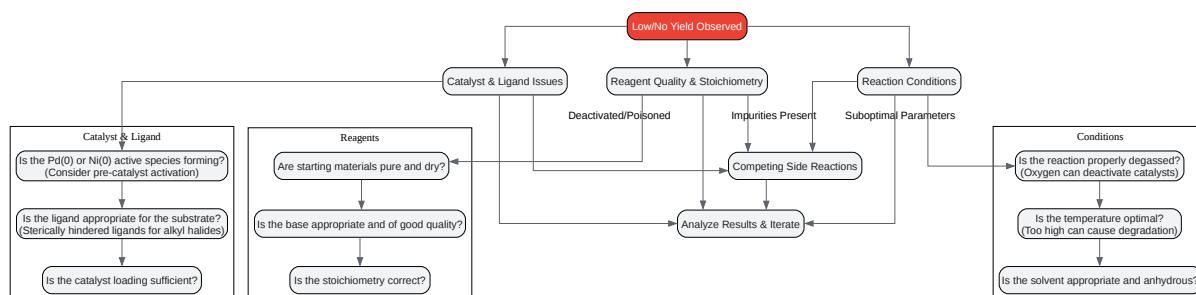 Low/No Yield Observed
Catalyst & Ligand Issues
Reagent Quality & Stoichiometry
Reaction Conditions
Deactivated/Poisoned
Impurities Present
Suboptimal Parameters
Catalyst & Ligand
Is the Pd(0) or Ni(0) active species forming?
(Consider pre-catalyst activation)
Is the ligand appropriate for the substrate?
(Sterically hindered ligands for alkyl halides)
Is the catalyst loading sufficient?
Reagents
Are starting materials pure and dry?
Is the base appropriate and of good quality?
Is the stoichiometry correct?
Competing Side Reactions
Analyze Results & Iterate
Conditions
Is the reaction properly degassed?
(Oxygen can deactivate catalysts)
Is the temperature optimal?
(Too high can cause degradation)
Is the solvent appropriate and anhydrous?